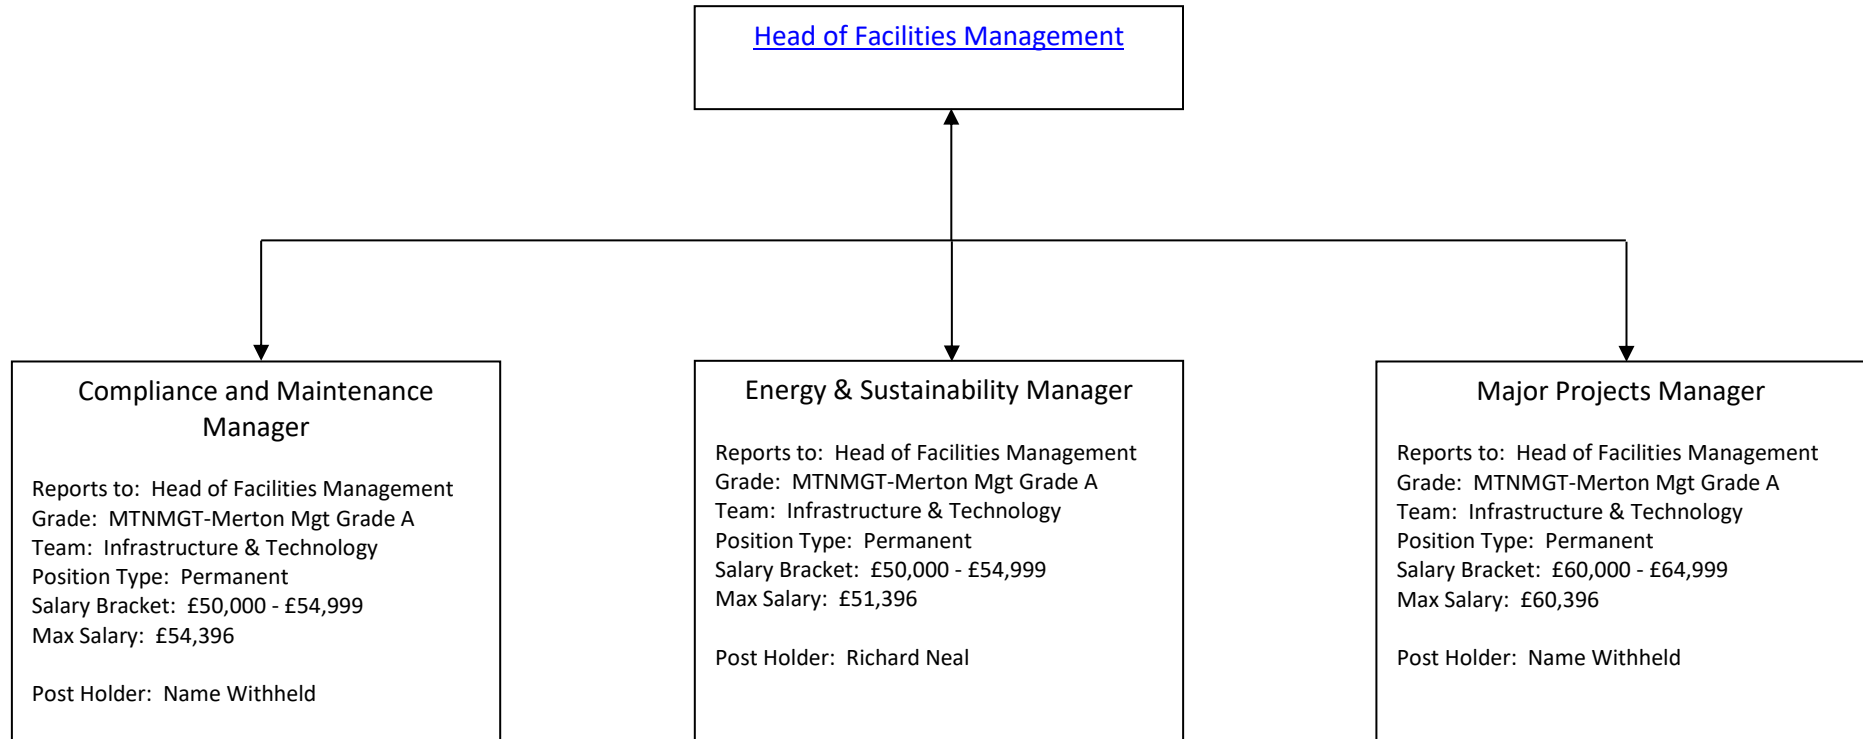 Head of Facilities Management
Compliance and Maintenance
Manager
Reports to:  Head of Facilities Management
Grade:  MTNMGT-Merton Mgt Grade A
Team:  Infrastructure & Technology
Position Type:  Permanent
Salary Bracket:  £50,000 - £54,999
Max Salary:  £54,396
Post Holder:  Name Withheld
Energy & Sustainability Manager
Reports to:  Head of Facilities Management
Grade:  MTNMGT-Merton Mgt Grade A
Team:  Infrastructure & Technology
Position Type:  Permanent
Salary Bracket:  £50,000 - £54,999
Max Salary:  £51,396
Post Holder:  Richard Neal
Major Projects Manager
Reports to:  Head of Facilities Management
Grade:  MTNMGT-Merton Mgt Grade A
Team:  Infrastructure & Technology
Position Type:  Permanent
Salary Bracket:  £60,000 - £64,999
Max Salary:  £60,396
Post Holder:  Name Withheld